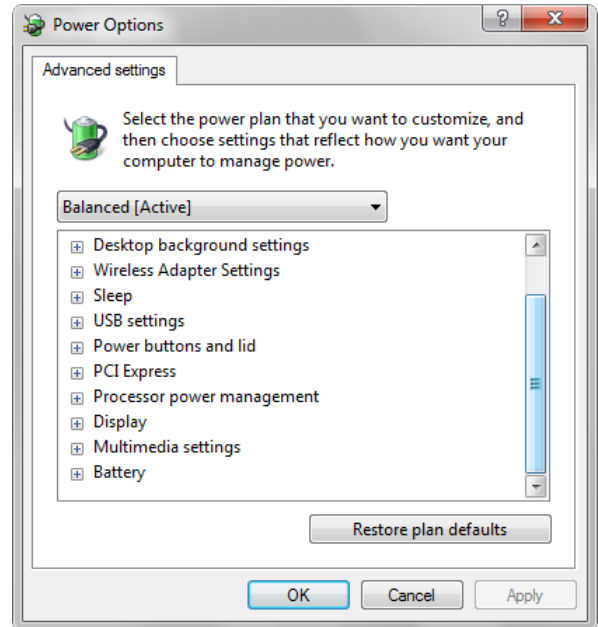 Power Options
Advanced settings
Select the power plan that you want to customize, and
then choose settings that reflect how you want your
computer to manage power.
Balanced [Active]
Desktop background settings
Wireless Adapter Settings
Sleep
USB settings
Power buttons and lid
PCI Express
Processor power management
Display
Multimedia settings
Battery
Restore plan defaults
OK Cancel Apply